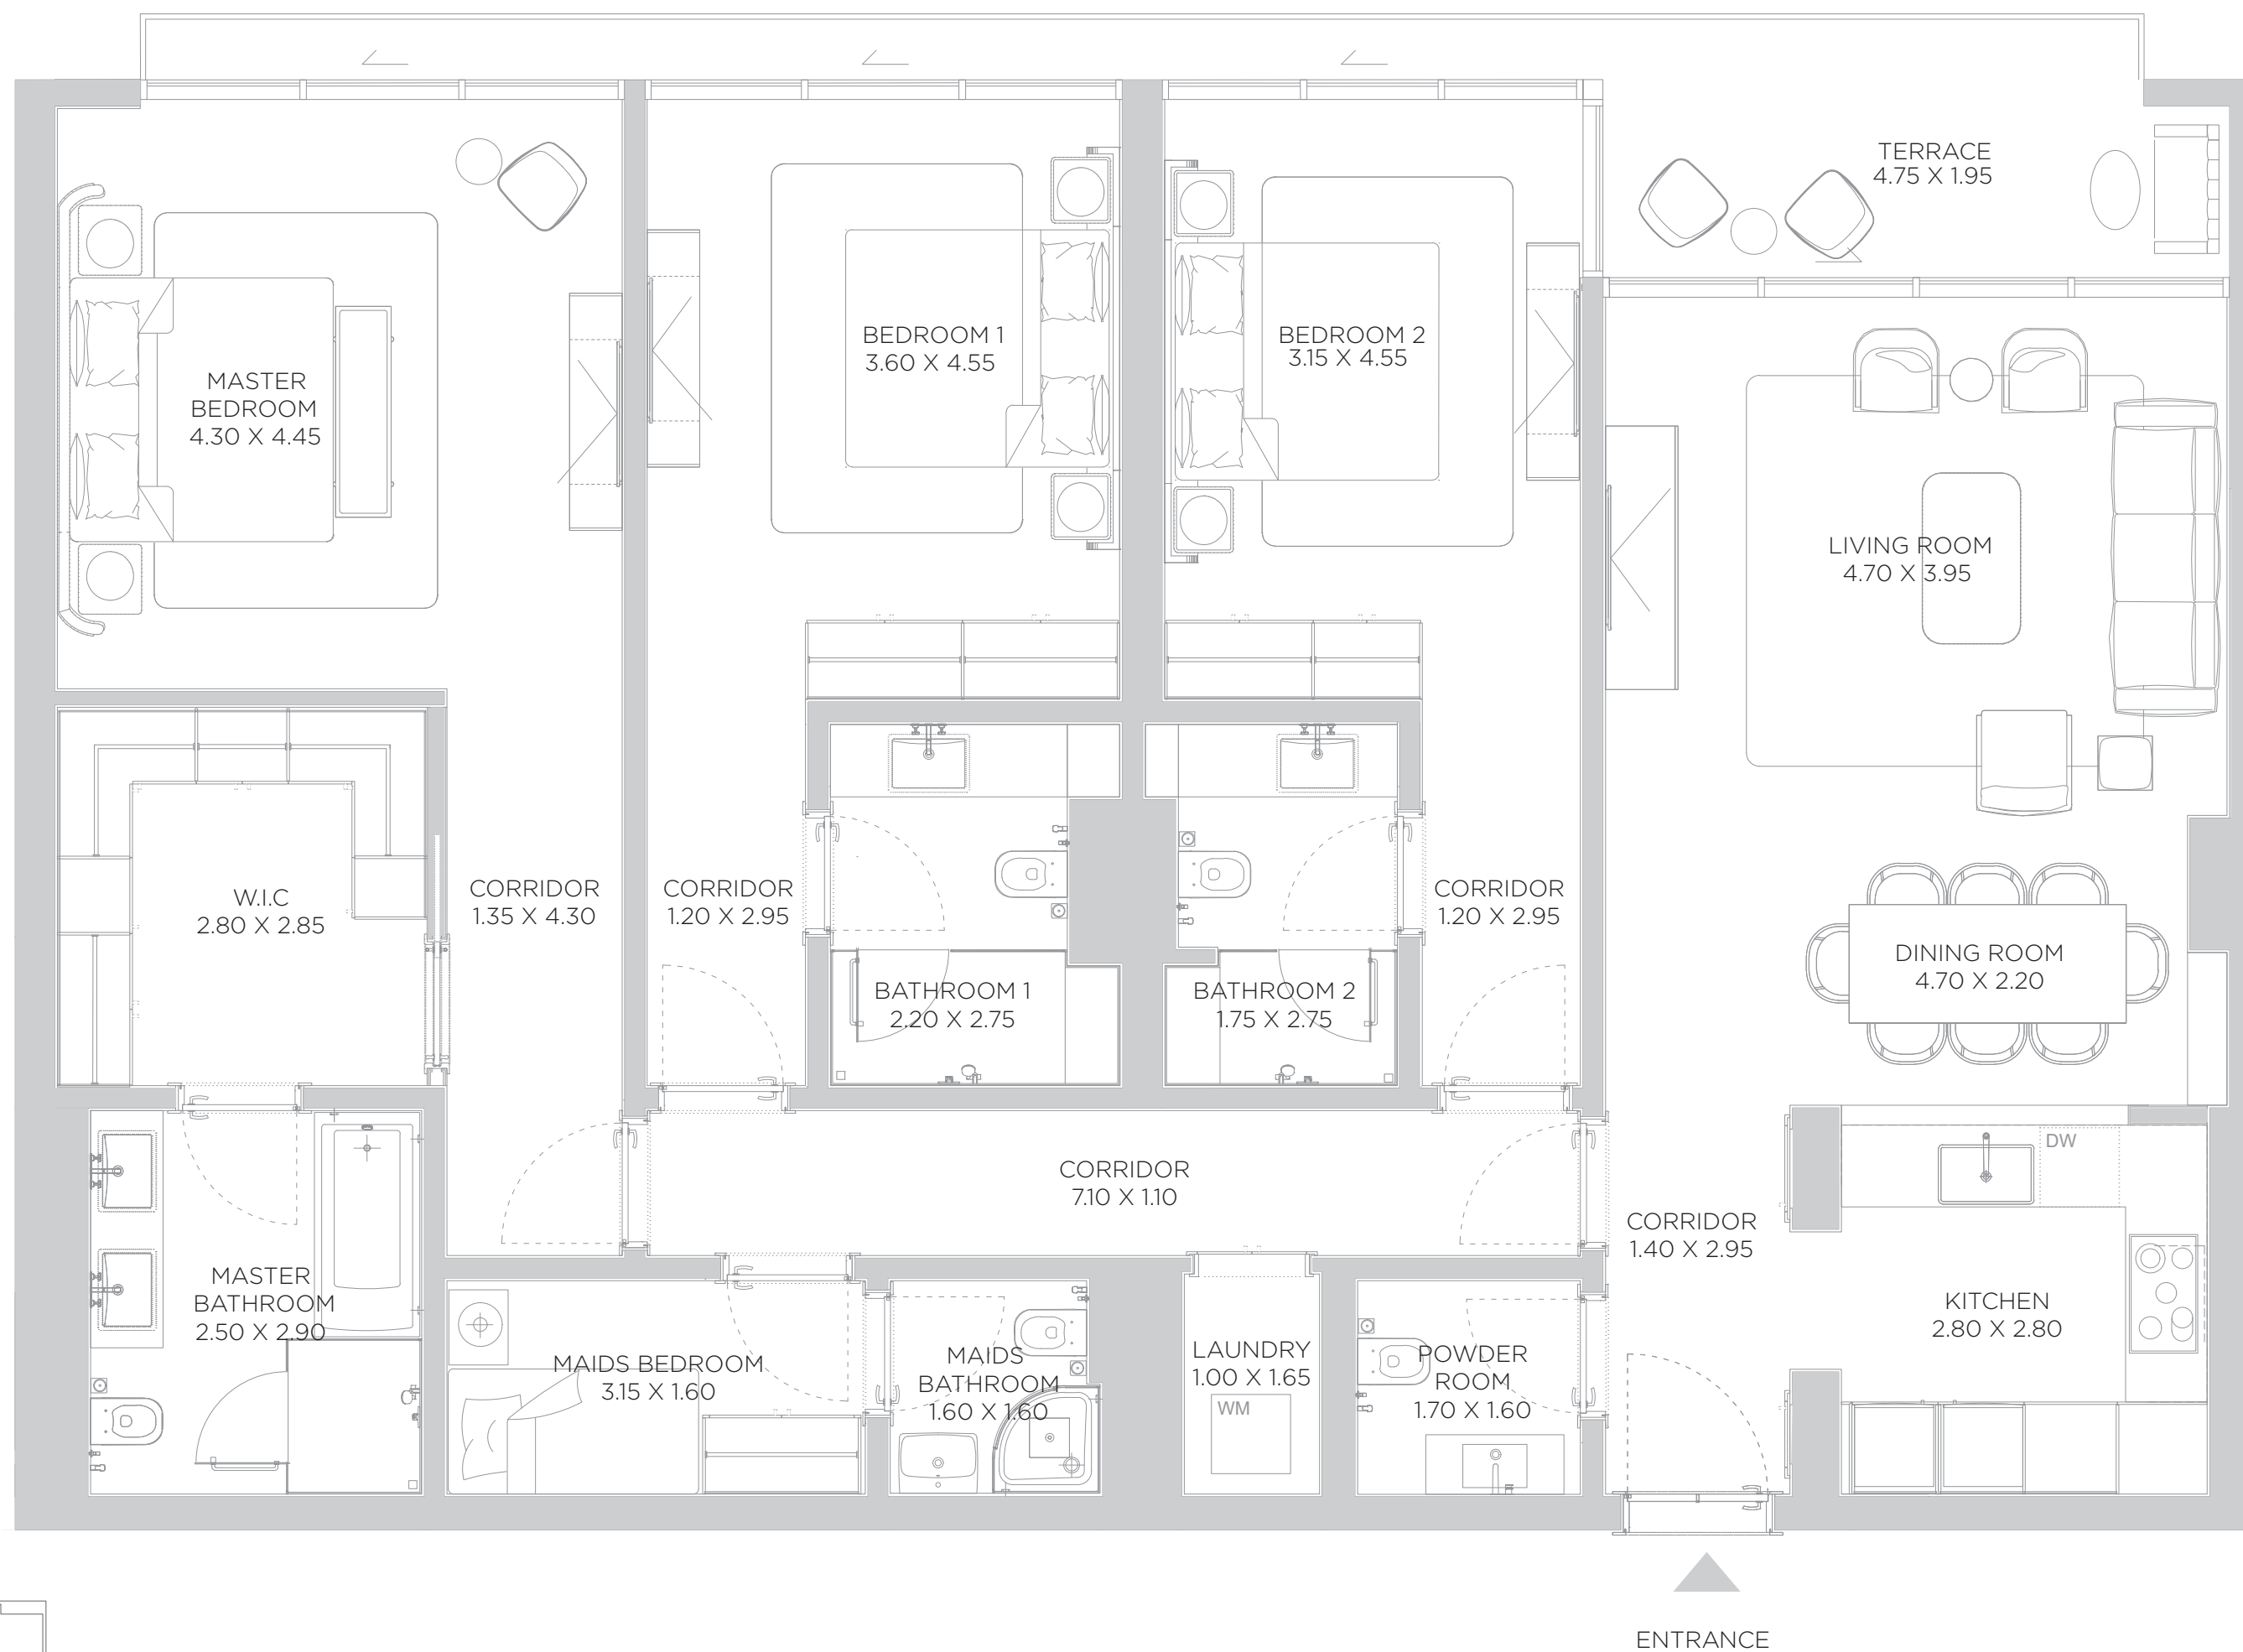 TERRACE
4.75 X 1.95
BEDROOM 1
3.60 X 4.55
BEDROOM 2
3.15 X 4.55
MASTER
BEDROOM
4.30 X 4.45
LIVING ROOM
4.70 X 3.95
W.I.C
2.80 X 2.85
CORRIDOR
1.35 X 4.30
CORRIDOR
1.20 X 2.95
CORRIDOR
1.20 X 2.95
DINING ROOM
4.70 X 2.20
BATHROOM 1
2.20 X 2.75
BATHROOM 2
1.75 X 2.75
DW
CORRIDOR
7.10 X 1.10
CORRIDOR
1.40 X 2.95
MASTER
BATHROOM
2.50 X 2.90
KITCHEN
2.80 X 2.80
MAIDS BEDROOM
3.15 X 1.60
MAIDS
BATHROOM
1.60 X 1.60
LAUNDRY
1.00 X 1.65
WM
POWDER
ROOM
1.70 X 1.60
ENTRANCE